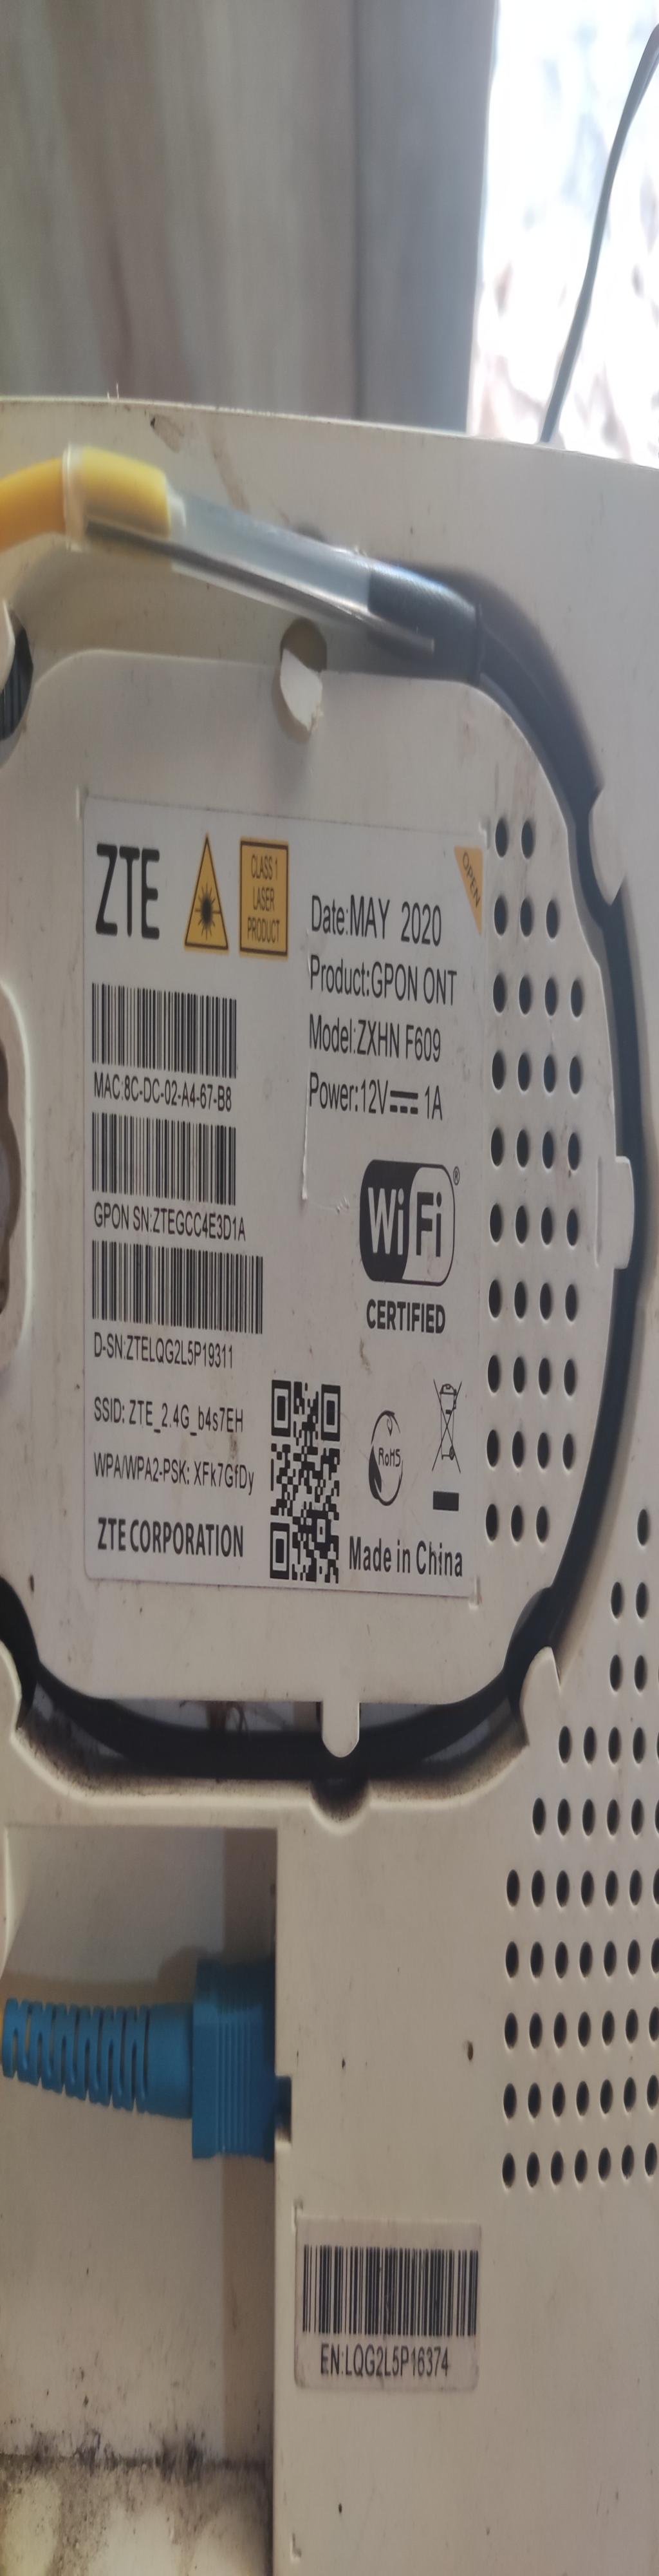 ZTE
CLASS 1
LASER
PRODUCT
OPEN
Date:MAY 2020
Product:GPON ONT
Model:ZXHN F609
Power:12V⎓1A
MAC:8C-DC-02-A4-67-B8
GPON SN:ZTEGCC4E3D1A
D-SN:ZTELQG2L5P19311
WiFi®
CERTIFIED
SSID: ZTE_2.4G_b4s7EH
WPA/WPA2-PSK: XFk7GfDy
RoHS
ZTE CORPORATION
Made in China
EN:LQG2L5P16374